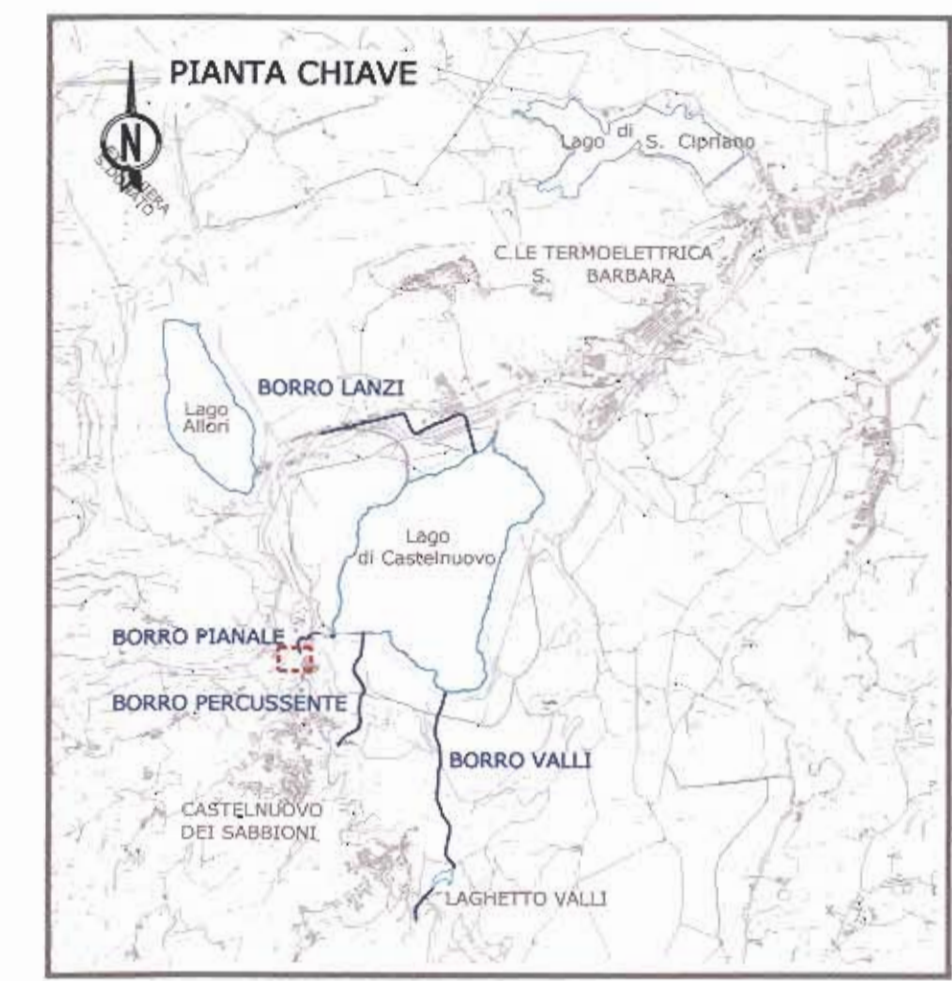 PIANTA CHIAVE
N
S. DONATO
Lago di S. Cipriano
C.LE TERMOELETTRICA
S. BARBARA
BORRO LANZI
Lago
Allori
Lago
di Castelnuovo
BORRO PIANALE
BORRO PERCUSSENTE
BORRO VALLI
CASTELNUOVO
DEI SABBIONI
LAGHETTO VALLI